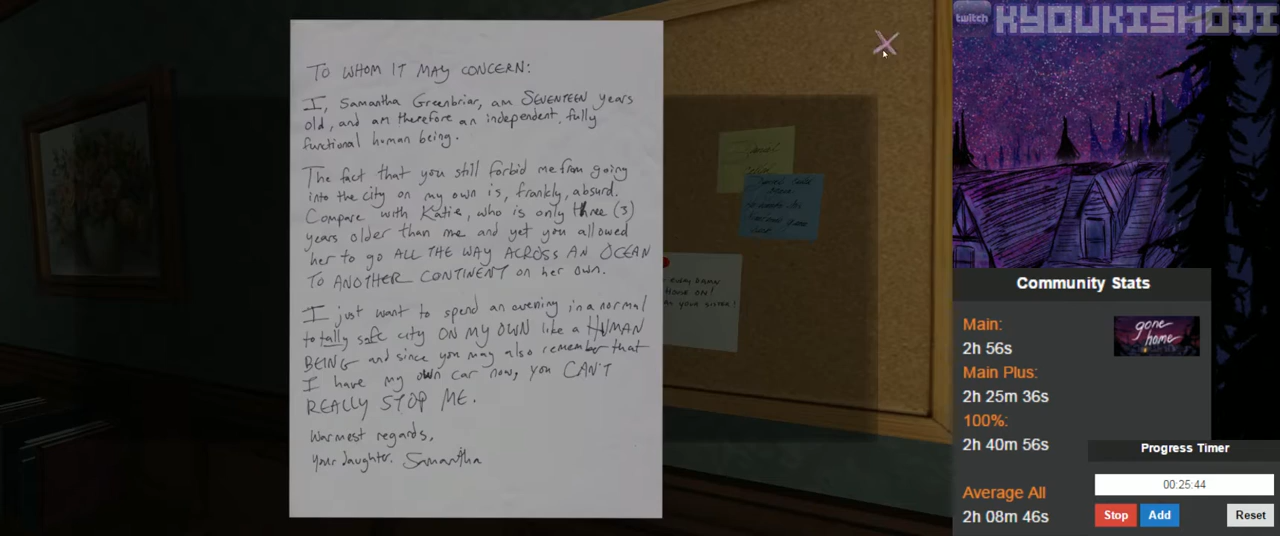 TO WHOM IT MAY CONCERN:
I, Samantha Greenbriar, am SEVENTEEN years
old, and am therefore an independent, fully
functional human being.
The fact that you still forbid me from going
into the city on my own is, frankly, absurd.
Compare with Katie, who is only three (3)
years older than me and yet you allowed
her to go ALL THE WAY ACROSS AN OCEAN
TO ANOTHER CONTINENT on her own.
I just want to spend an evening in a normal
totally safe city ON MY OWN like a HUMAN
BEING and since you may also remember that
I have my own car now, you CAN'T
REALLY STOP ME.
Warmest regards,
Your daughter. Samantha
EVERY DAMN
HOUSE ON!
YOUR SISTER!
twitch KYOUKISHOJI
Community Stats
Main:
2h 56s
gone home
Main Plus:
2h 25m 36s
100%:
2h 40m 56s
Average All
2h 08m 46s
Progress Timer
00:25:44
Stop Add Reset